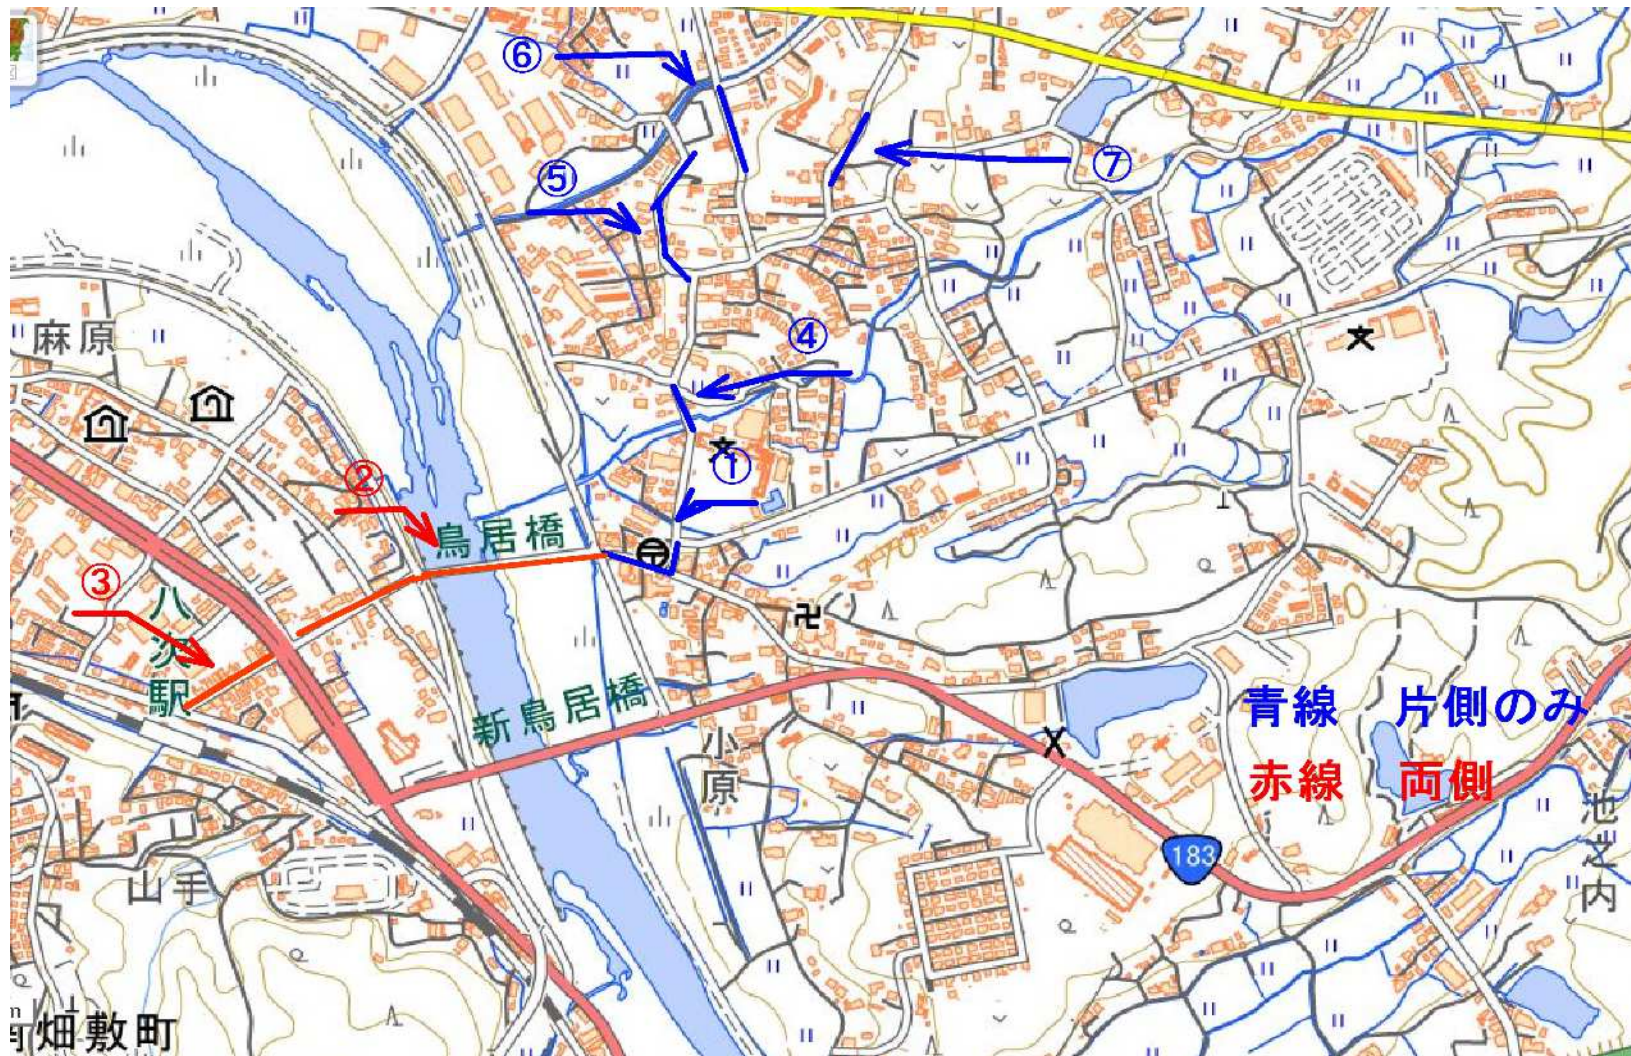 ⑥
⑤
⑦
麻原
④
①
②
鳥居橋
③
八次駅
新鳥居橋
小原
青線 片側のみ
赤線 両側
183
池之内
山手
畑敷町